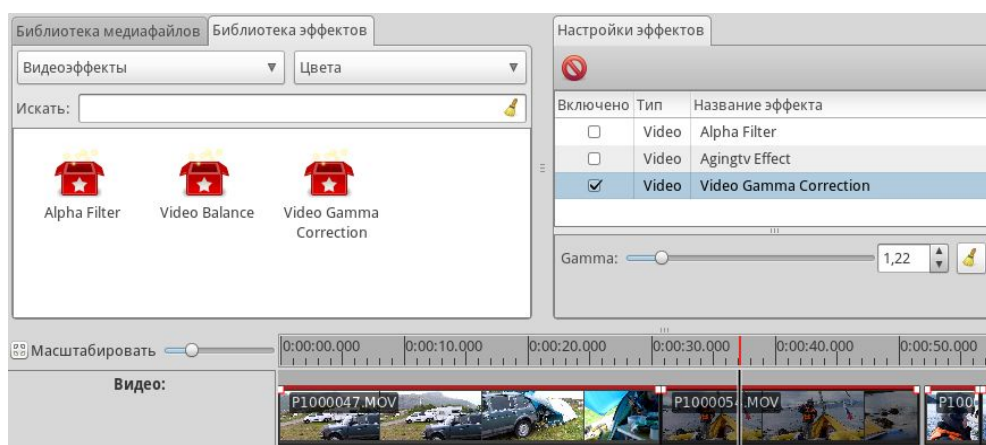 Библиотека медиафайлов
Библиотека эффектов
Видеоэффекты
Цвета
Искать:
Alpha Filter
Video Balance
Video Gamma
Correction
Настройки эффектов
Включено Тип Название эффекта
Video Alpha Filter
Video Agingtv Effect
Video Video Gamma Correction
Gamma: 1,22
Масштабировать
0:00:00.000 0:00:10.000 0:00:20.000 0:00:30.000 0:00:40.000 0:00:50.000
Видео:
P1000047.MOV
P1000054.MOV
P100